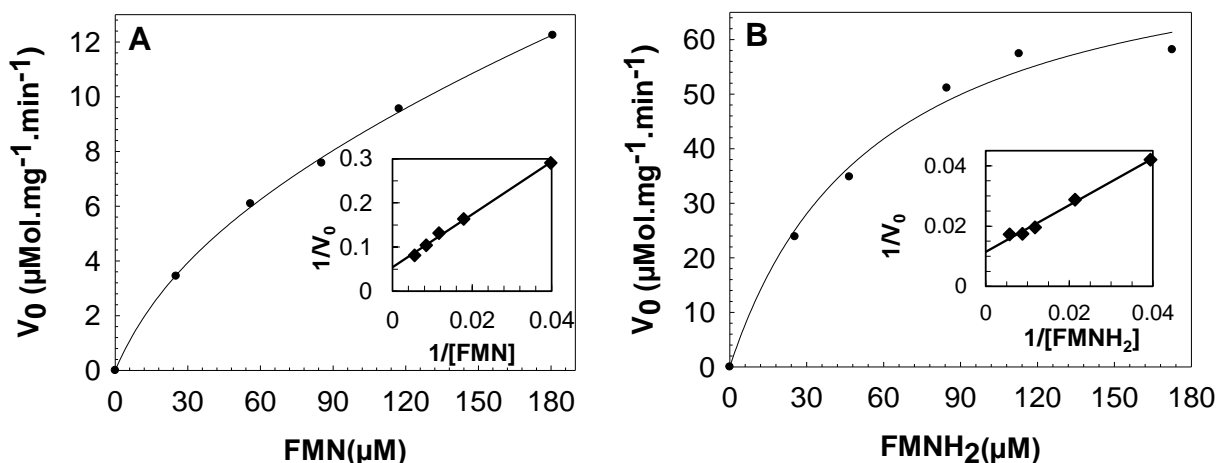 A
V0 (µMol.mg-1.min-1)
12
10
8
6
4
2
0
0 30 60 90 120 150 180
FMN(µM)
1/V0
0.3
0.2
0.1
0
0 0.02 0.04
1/[FMN]
B
V0 (µMol.mg-1.min-1)
60
50
40
30
20
10
0
0 30 60 90 120 150 180
FMNH2(µM)
1/V0
0.04
0.02
0
0 0.02 0.04
1/[FMNH2]